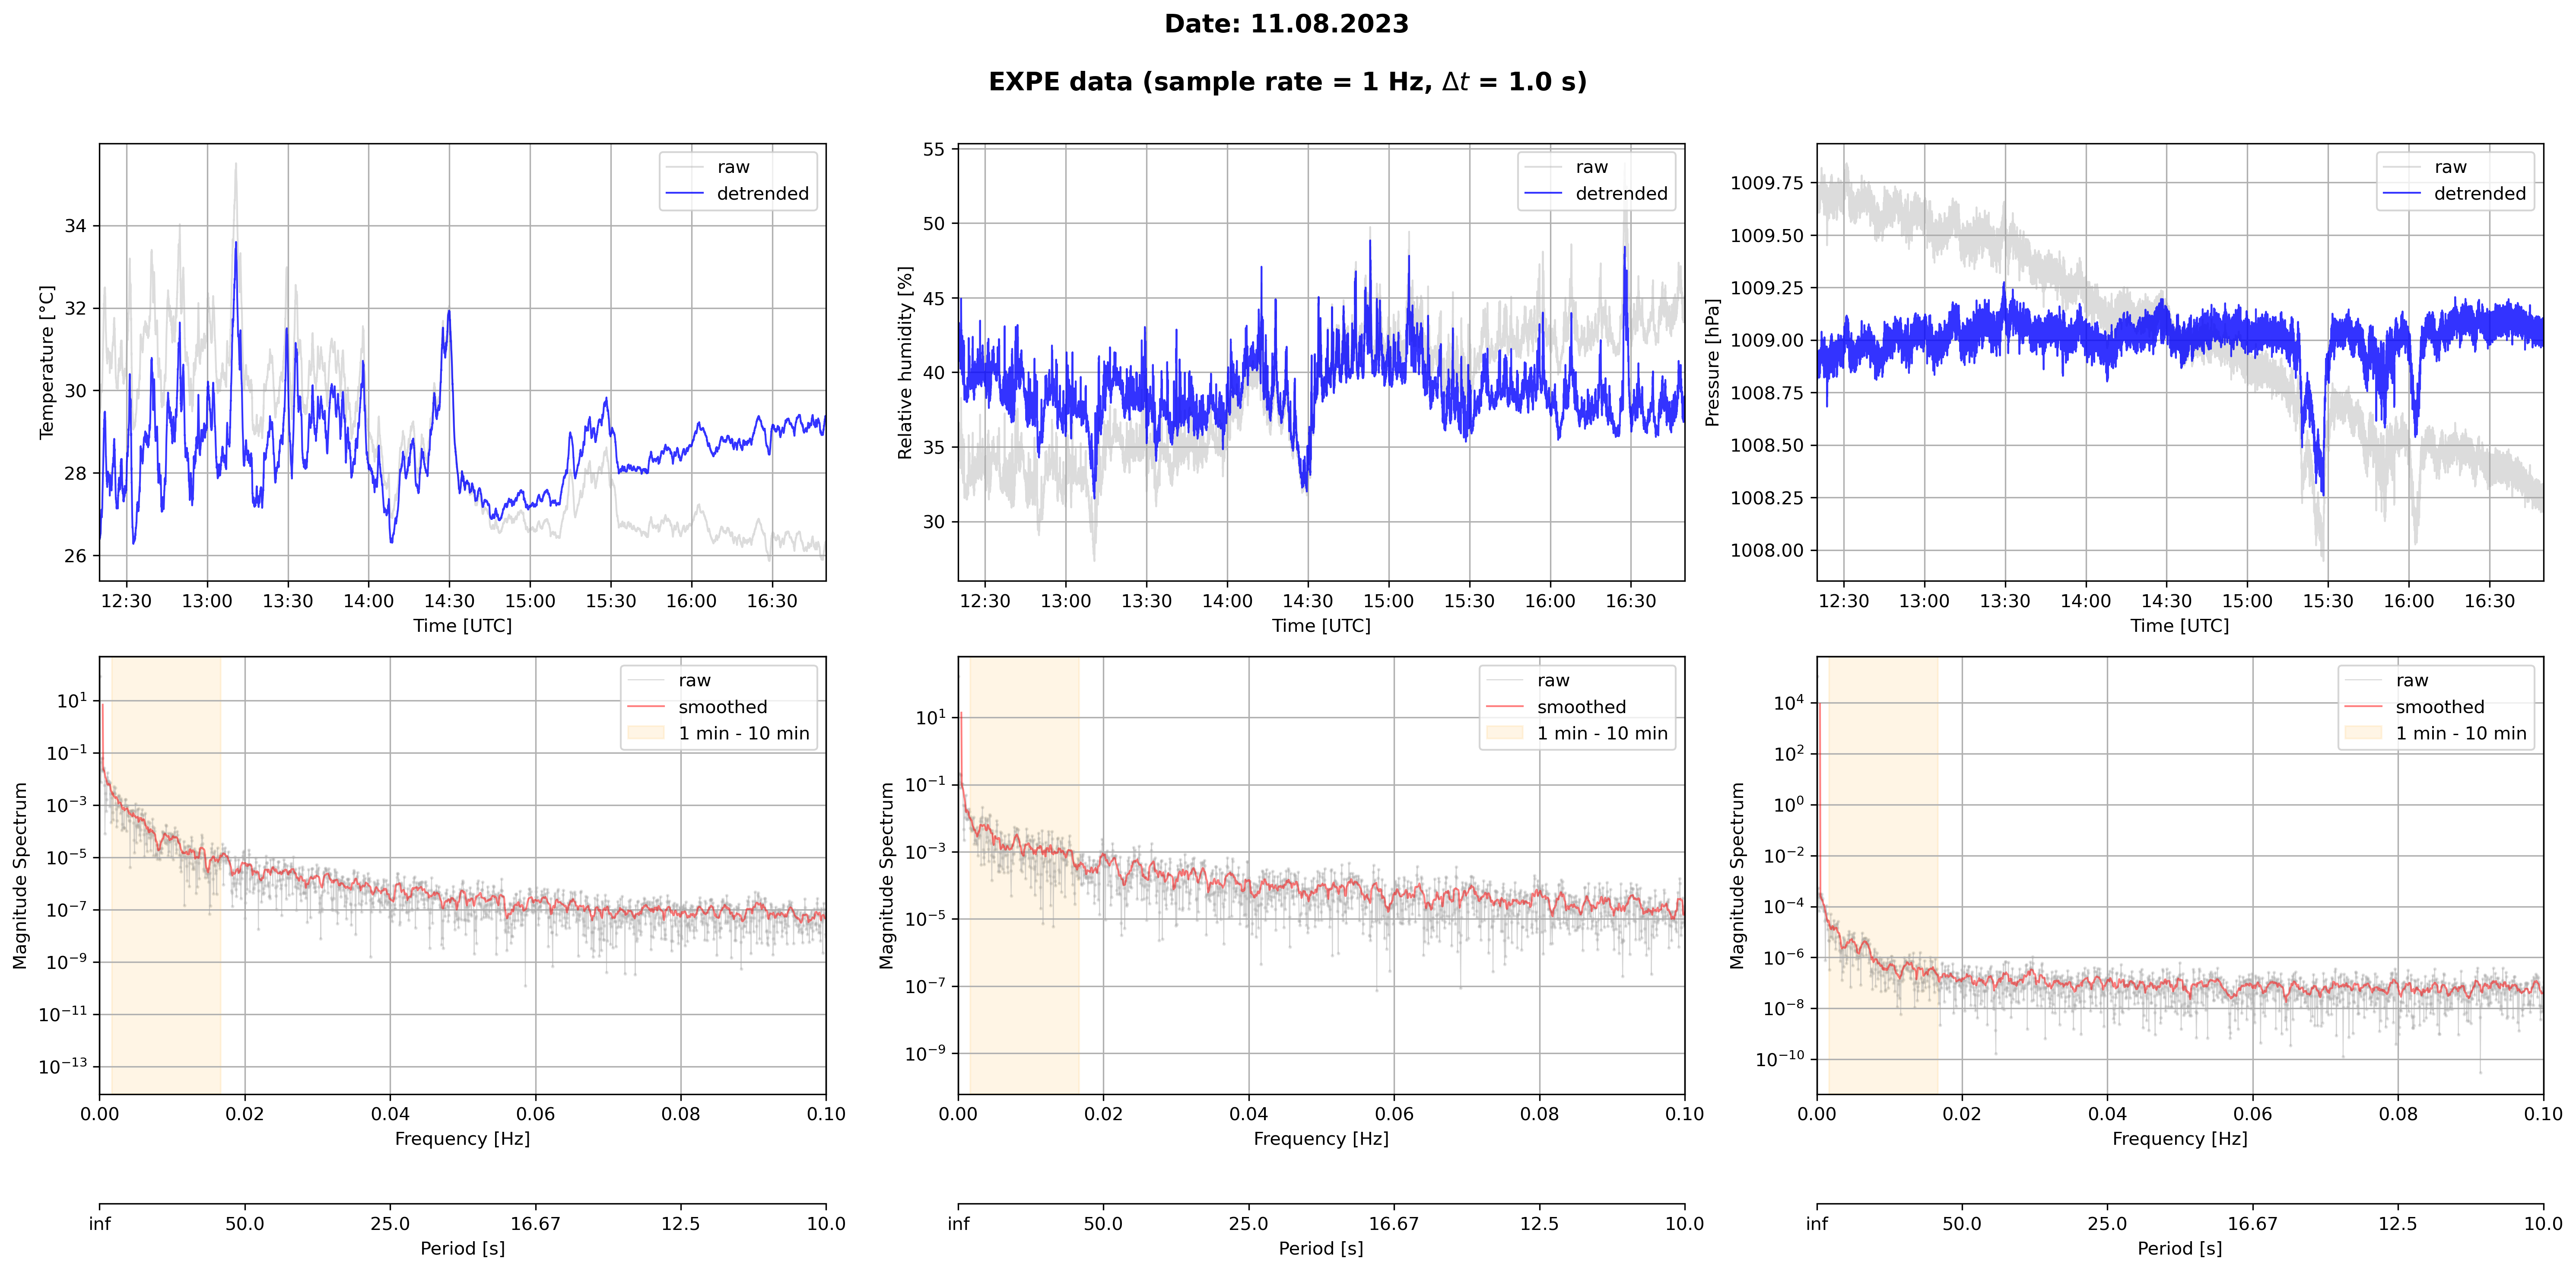 Date: 11.08.2023
EXPE data (sample rate = 1 Hz, Δt = 1.0 s)
Temperature [°C]
34
32
30
28
26
raw
detrended
12:30 13:00 13:30 14:00 14:30 15:00 15:30 16:00 16:30
Time [UTC]
Relative humidity [%]
55
50
45
40
35
30
raw
detrended
12:30 13:00 13:30 14:00 14:30 15:00 15:30 16:00 16:30
Time [UTC]
Pressure [hPa]
1009.75
1009.50
1009.25
1009.00
1008.75
1008.50
1008.25
1008.00
raw
detrended
12:30 13:00 13:30 14:00 14:30 15:00 15:30 16:00 16:30
Time [UTC]
Magnitude Spectrum
10¹
10⁻¹
10⁻³
10⁻⁵
10⁻⁷
10⁻⁹
10⁻¹¹
10⁻¹³
raw
smoothed
1 min - 10 min
0.00 0.02 0.04 0.06 0.08 0.10
Frequency [Hz]
inf 50.0 25.0 16.67 12.5 10.0
Period [s]
Magnitude Spectrum
10¹
10⁻¹
10⁻³
10⁻⁵
10⁻⁷
10⁻⁹
raw
smoothed
1 min - 10 min
0.00 0.02 0.04 0.06 0.08 0.10
Frequency [Hz]
inf 50.0 25.0 16.67 12.5 10.0
Period [s]
Magnitude Spectrum
10⁴
10²
10⁰
10⁻²
10⁻⁴
10⁻⁶
10⁻⁸
10⁻¹⁰
raw
smoothed
1 min - 10 min
0.00 0.02 0.04 0.06 0.08 0.10
Frequency [Hz]
inf 50.0 25.0 16.67 12.5 10.0
Period [s]